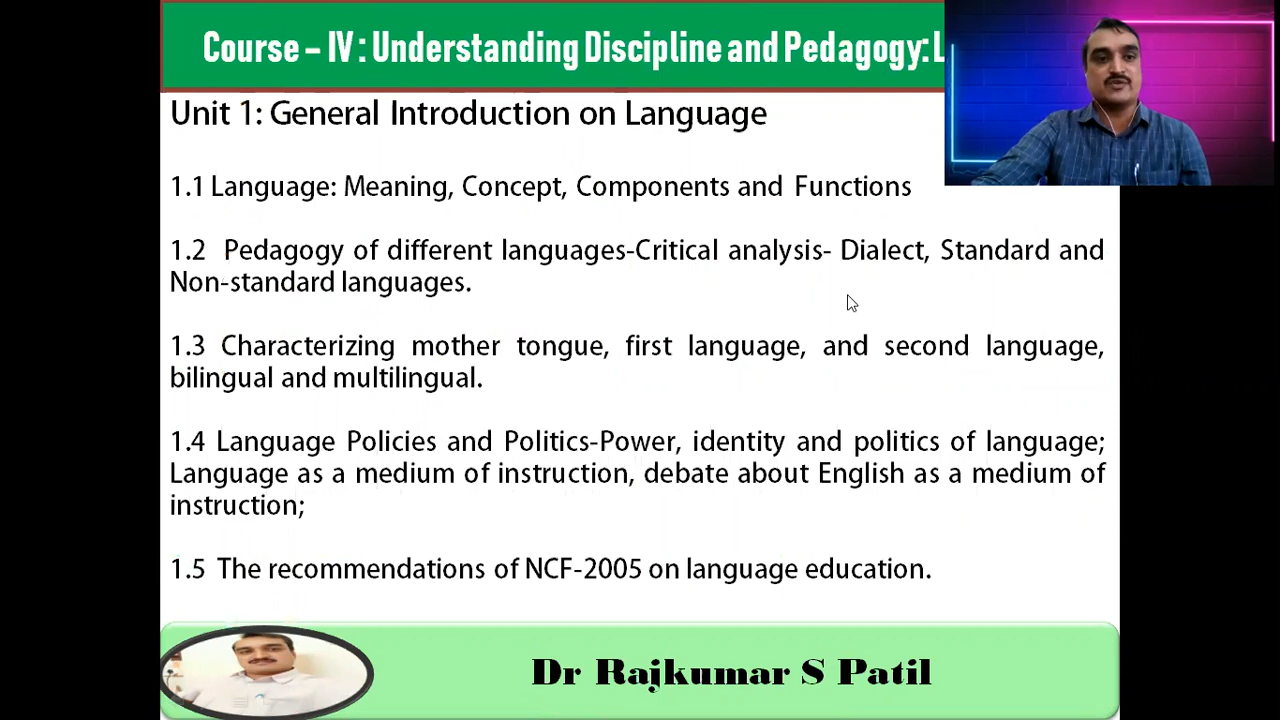 Course – IV : Understanding Discipline and Pedagogy:
Unit 1: General Introduction on Language
1.1 Language: Meaning, Concept, Components and Functions
1.2 Pedagogy of different languages-Critical analysis- Dialect, Standard and
Non-standard languages.
1.3 Characterizing mother tongue, first language, and second language,
bilingual and multilingual.
1.4 Language Policies and Politics-Power, identity and politics of language;
Language as a medium of instruction, debate about English as a medium of
instruction;
1.5 The recommendations of NCF-2005 on language education.
Dr Rajkumar S Patil